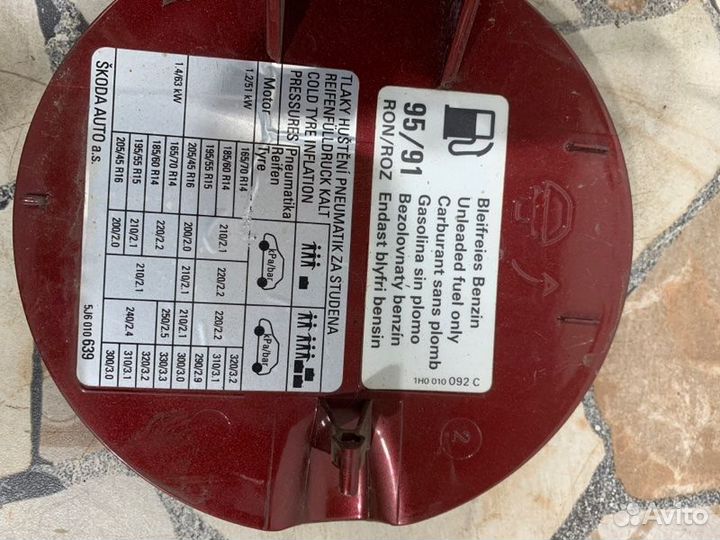 TLAKY HUŠTĚNÍ PNEUMATIK ZA STUDENA
REIFENFÜLLDRUCK KALT
COLD TYRE INFLATION
PRESSURES
Motor Pneumatika Reifen Tyre kPa/bar kPa/bar
1.2/51 kW 165/70 R14 210/2.1 220/2.2 220/2.2 320/3.2
185/60 R14 310/3.1
195/55 R15 290/2.9
205/45 R16 200/2.0 210/2.1 210/2.1 300/3.0
1.4/63 kW 165/70 R14 220/2.2 210/2.1 250/2.5 330/3.3
185/60 R14 320/3.2
195/55 R15 210/2.1 240/2.4 310/3.1
205/45 R16 200/2.0 300/3.0
ŠKODA AUTO a.s. 5J6 010 639
95/91
RON/ROZ
Bleifreies Benzin
Unleaded fuel only
Carburant sans plomb
Gasolina sin plomo
Bezolovnatý benzín
Endast blyfri bensin
1H0 010 092 C
2
Avito